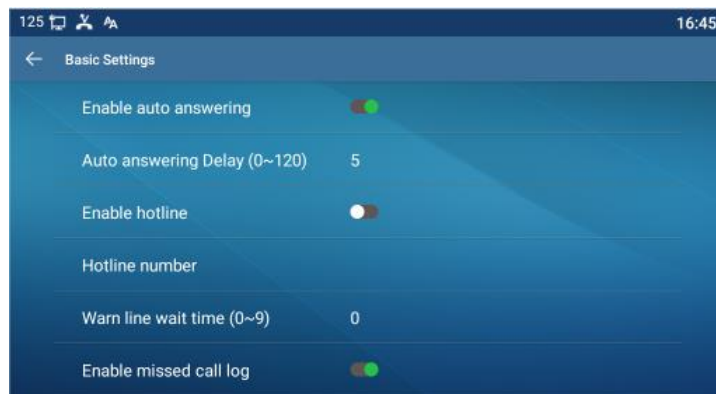 125 16:45
Basic Settings
Enable auto answering
Auto answering Delay (0~120) 5
Enable hotline
Hotline number
Warn line wait time (0~9) 0
Enable missed call log